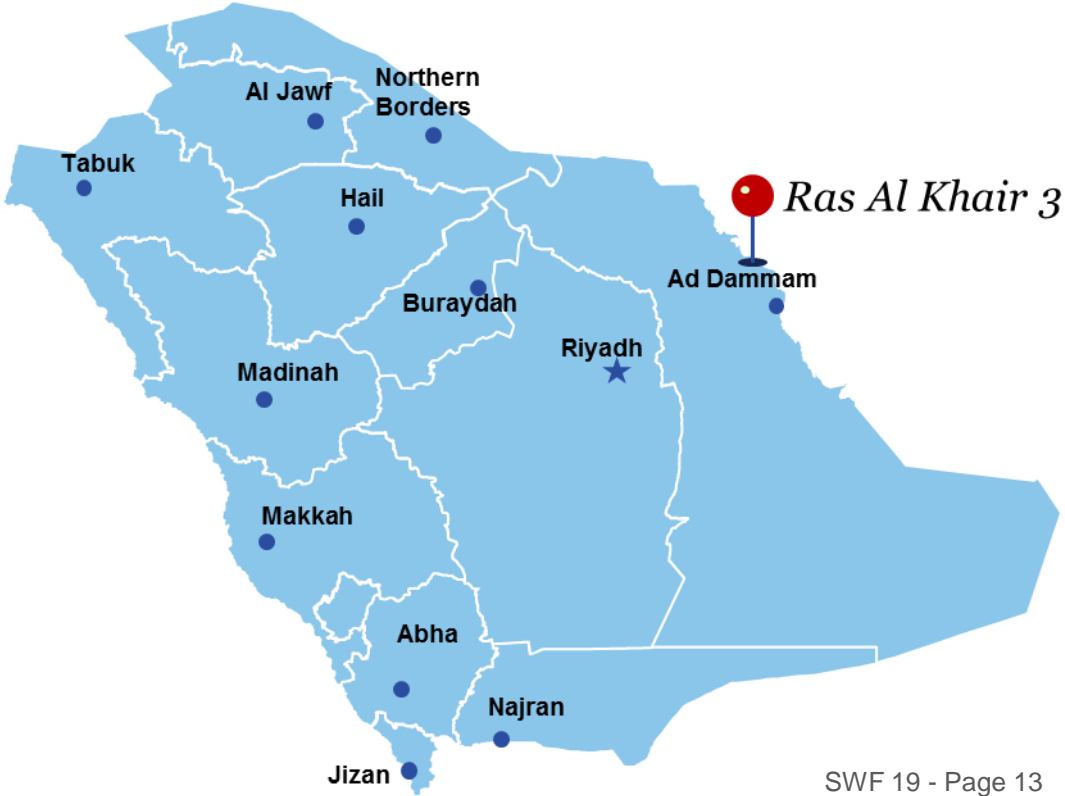 Northern
Borders
Al Jawf
Tabuk
Hail
Ras Al Khair 3
Ad Dammam
Buraydah
Riyadh
Madinah
Makkah
Abha
Najran
Jizan
SWF 19 - Page 13